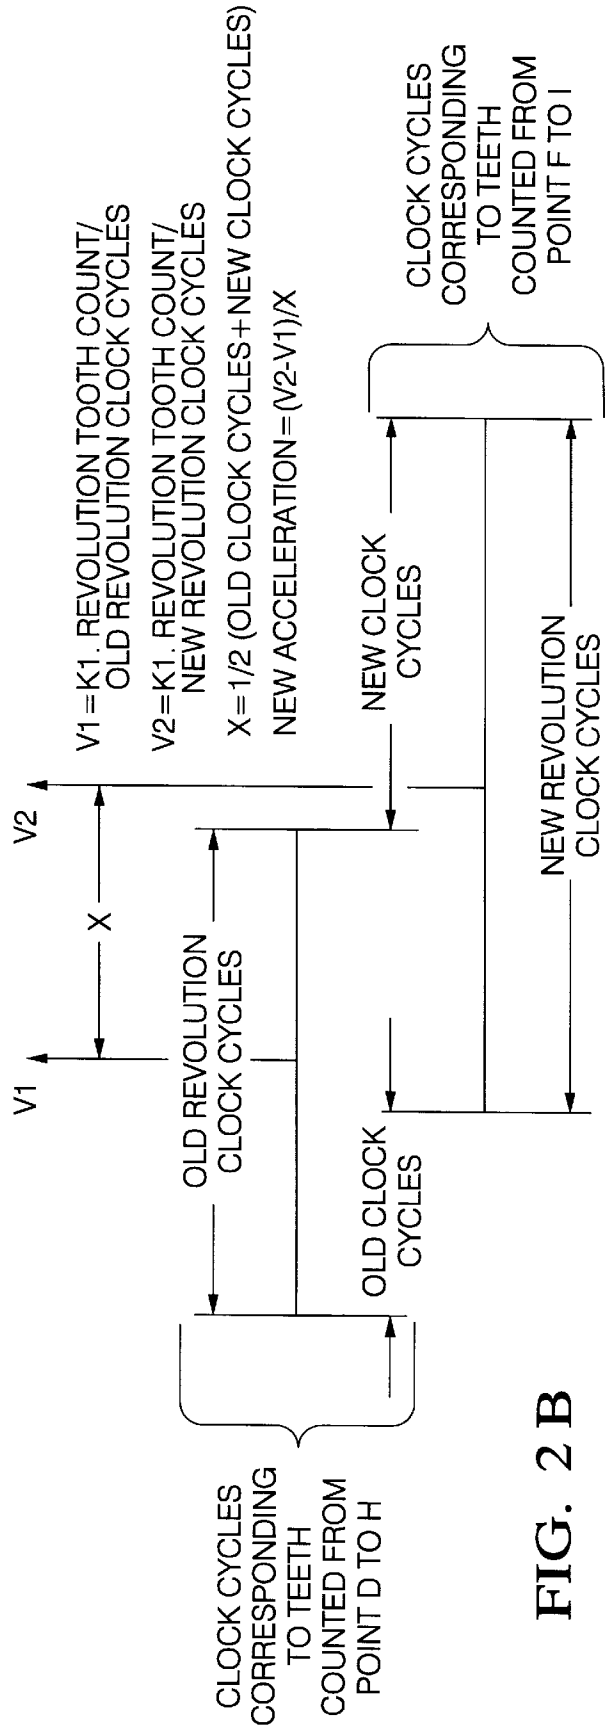 V1
V2
X
V1=K1. REVOLUTION TOOTH COUNT/
OLD REVOLUTION CLOCK CYCLES
V2=K1. REVOLUTION TOOTH COUNT/
NEW REVOLUTION CLOCK CYCLES
X=1/2 (OLD CLOCK CYCLES+NEW CLOCK CYCLES)
NEW ACCELERATION=(V2-V1)/X
OLD REVOLUTION
CLOCK CYCLES
CLOCK CYCLES
CORRESPONDING
TO TEETH
COUNTED FROM
POINT D TO H
OLD CLOCK
CYCLES
NEW CLOCK
CYCLES
CLOCK CYCLES
CORRESPONDING
TO TEETH
COUNTED FROM
POINT F TO I
NEW REVOLUTION
CLOCK CYCLES
FIG. 2 B